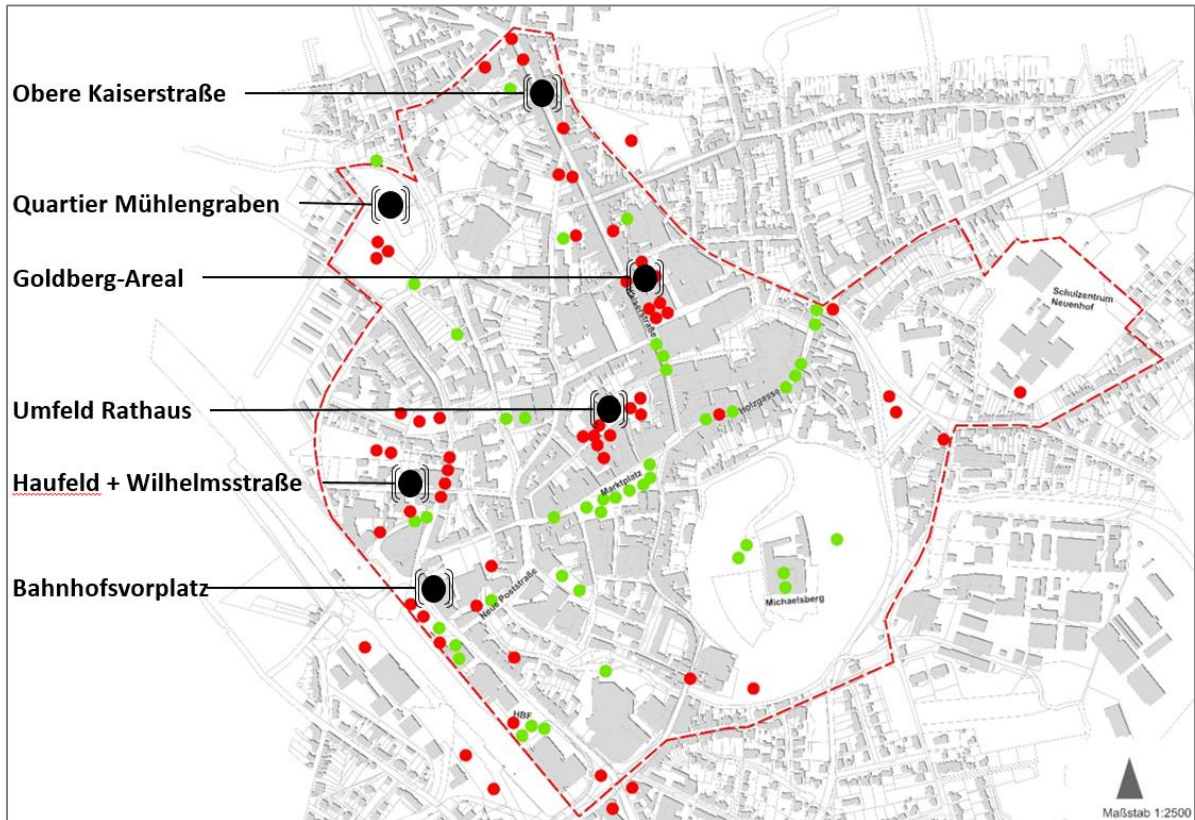 Obere Kaiserstraße
Quartier Mühlengraben
Goldberg-Areal
Umfeld Rathaus
Haufeld + Wilhelmsstraße
Bahnhofsvorplatz
Schulzentrum
Neuenhof
Kaiserstraße
Holzgasse
Marktplatz
Michaelsberg
Neue Poststraße
HBF
Maßstab 1:2500